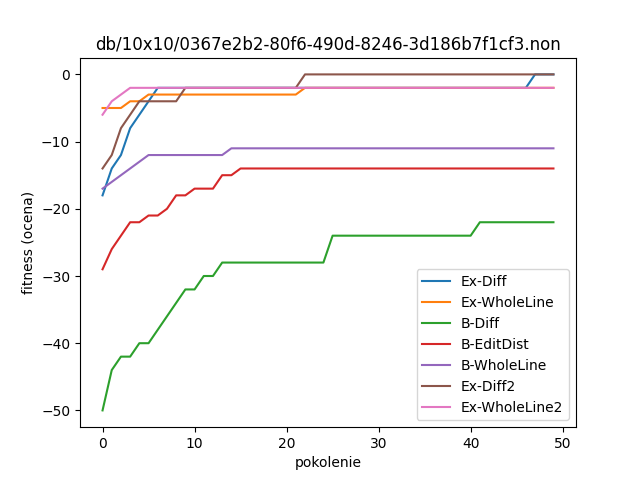 db/10x10/0367e2b2-80f6-490d-8246-3d186b7f1cf3.non
fitness (ocena)
0
−10
−20
−30
−40
−50
Ex-Diff
Ex-WholeLine
B-Diff
B-EditDist
B-WholeLine
Ex-Diff2
Ex-WholeLine2
0 10 20 30 40 50
pokolenie